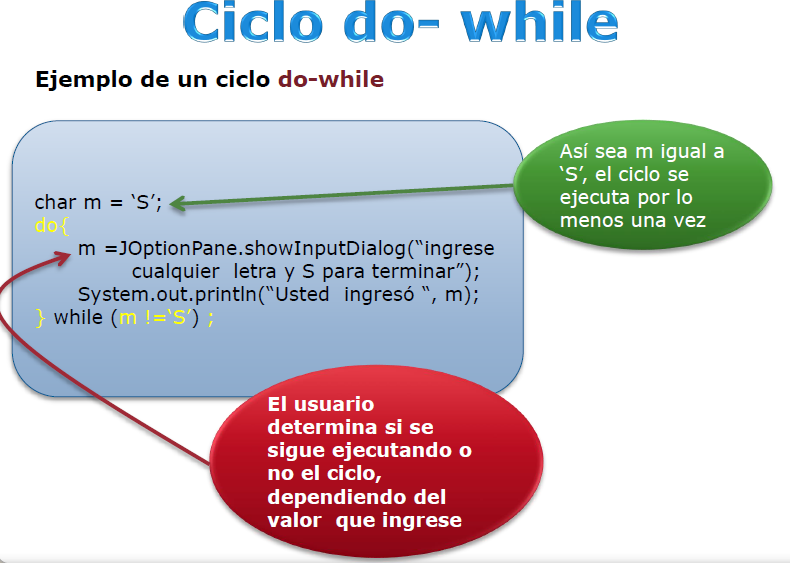 Ciclo do- while
Ejemplo de un ciclo do-while
char m = ‘S’;
do{
m =JOptionPane.showInputDialog(“ingrese
cualquier  letra y S para terminar”);
System.out.println(“Usted  ingresó “, m);
} while (m !=‘S’) ;
Así sea m igual a
‘S’, el ciclo se
ejecuta por lo
menos una vez
El usuario
determina si se
sigue ejecutando o
no el ciclo,
dependiendo del
valor  que ingrese